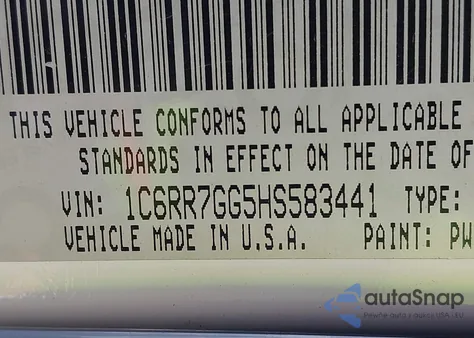 THIS VEHICLE CONFORMS TO ALL APPLICABLE
STANDARDS IN EFFECT ON THE DATE OF
VIN: 1C6RR7GG5HS583441 TYPE:
VEHICLE MADE IN U.S.A. PAINT: PW
autoSnap